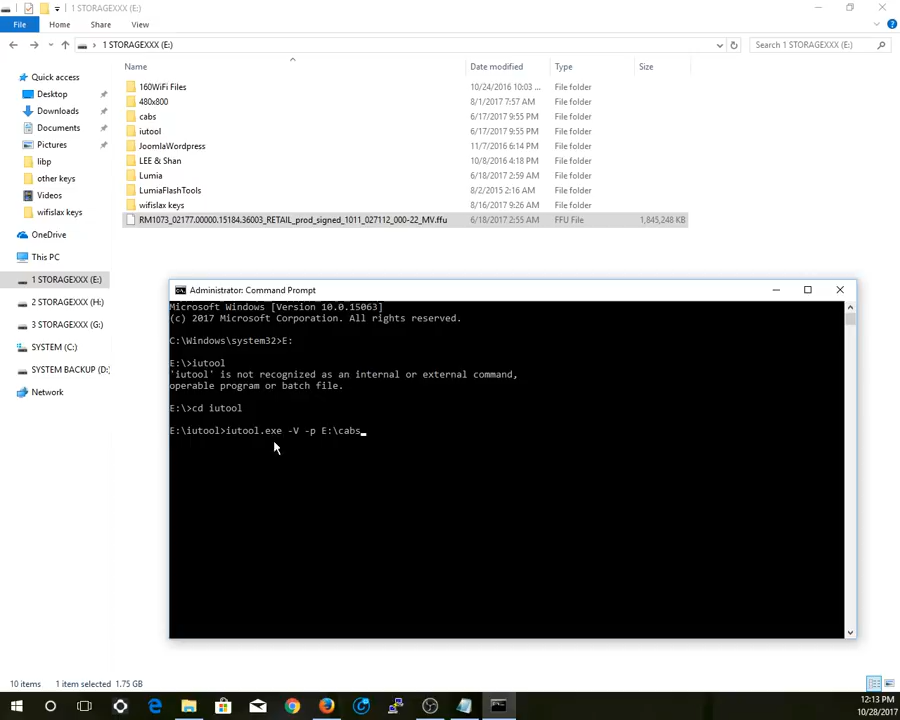 1 STORAGEXXX (E:)
File
Home
Share
View
1 STORAGEXXX (E:)
Search 1 STORAGEXXX (E:)
Name
Date modified
Type
Size
Quick access
Desktop
Downloads
Documents
Pictures
libp
other keys
Videos
wifislax keys
OneDrive
This PC
1 STORAGEXXX (E:)
2 STORAGEXXX (H:)
3 STORAGEXXX (G:)
SYSTEM (C:)
SYSTEM BACKUP (D:)
Network
160WiFi Files 10/24/2016 10:03 ... File folder
480x800 8/1/2017 7:57 AM File folder
cabs 6/17/2017 9:55 PM File folder
iutool 6/17/2017 9:55 PM File folder
JoomlaWordpress 11/7/2016 6:14 PM File folder
LEE & Shan 10/8/2016 4:18 PM File folder
Lumia 6/18/2017 2:59 AM File folder
LumiaFlashTools 8/2/2015 2:16 AM File folder
wifislax keys 8/16/2017 9:26 AM File folder
RM1073_02177.00000.15184.36003_RETAIL_prod_signed_1011_027112_000-22_MV.ffu 6/18/2017 2:55 AM FFU File 1,845,248 KB
Administrator: Command Prompt
Microsoft Windows [Version 10.0.15063]
(c) 2017 Microsoft Corporation. All rights reserved.
C:\Windows\system32>E:
E:\>iutool
'iutool' is not recognized as an internal or external command,
operable program or batch file.
E:\>cd iutool
E:\iutool>iutool.exe -V -p E:\cabs_
10 items
1 item selected 1.75 GB
12:13 PM
10/28/2017